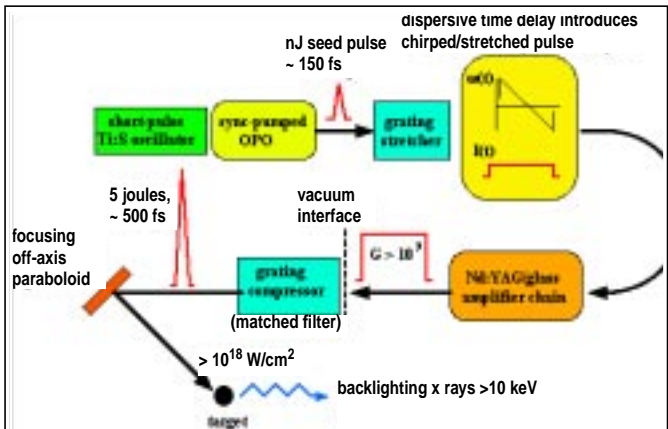 dispersive time delay introduces
chirped/stretched pulse
nJ seed pulse
~ 150 fs
ω(t)
I(t)
short-pulse
Ti:S oscillator
sync-pumped
OPO
grating
stretcher
5 joules,
~ 500 fs
vacuum
interface
focusing
off-axis
paraboloid
G > 10⁹
grating
compressor
(matched filter)
Nd:YAG/glass
amplifier chain
> 10¹⁸ W/cm²
backlighting x rays >10 keV
target